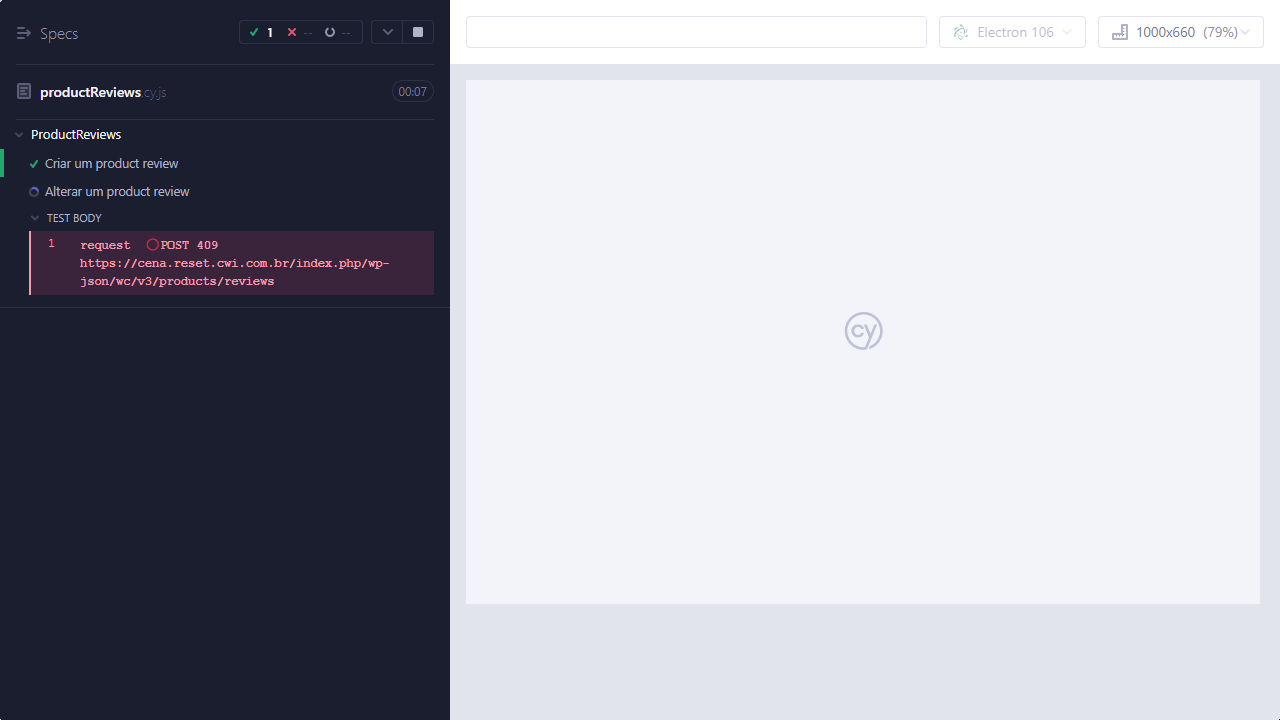 Specs
1 -- --
Electron 106
1000x660 (79%)
productReviews.cy.js
00:07
ProductReviews
Criar um product review
Alterar um product review
TEST BODY
1 request POST 409
https://cena.reset.cwi.com.br/index.php/wp-
json/wc/v3/products/reviews
cy